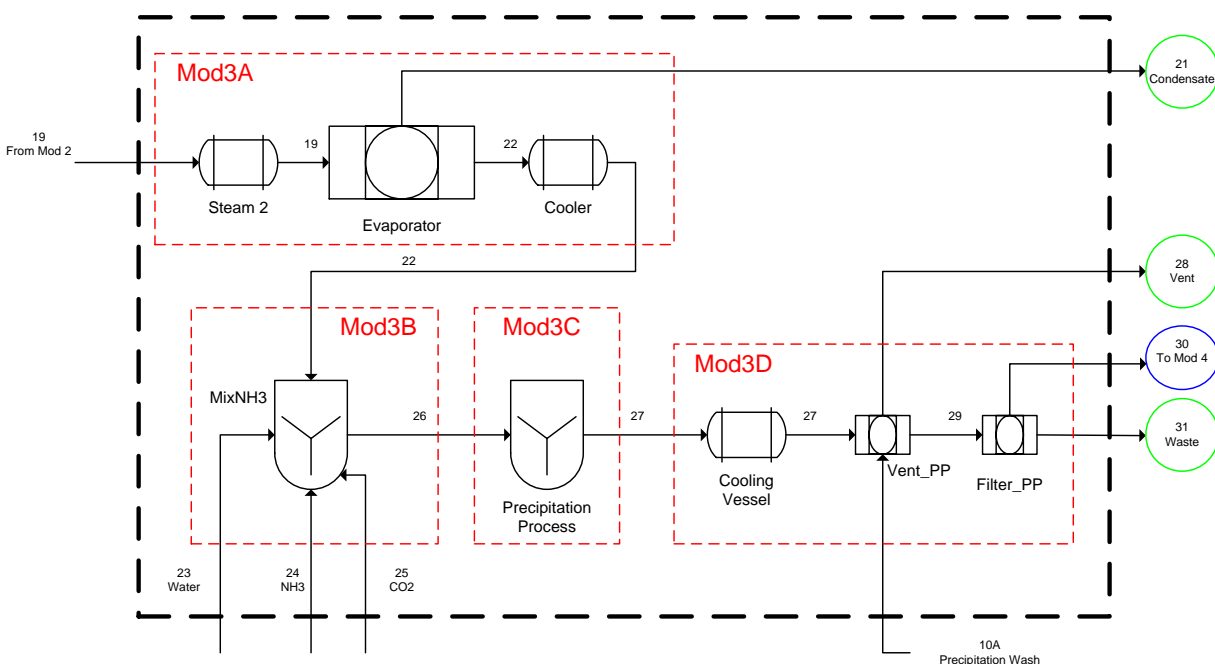 Mod3A
21
Condensate
19
From Mod 2
19
22
Steam 2
Evaporator
Cooler
22
28
Vent
Mod3B
Mod3C
Mod3D
30
To Mod 4
MixNH3
26
27
27
29
31
Waste
Precipitation
Process
Cooling
Vessel
Vent_PP
Filter_PP
23
Water
24
NH3
25
CO2
10A
Precipitation Wash